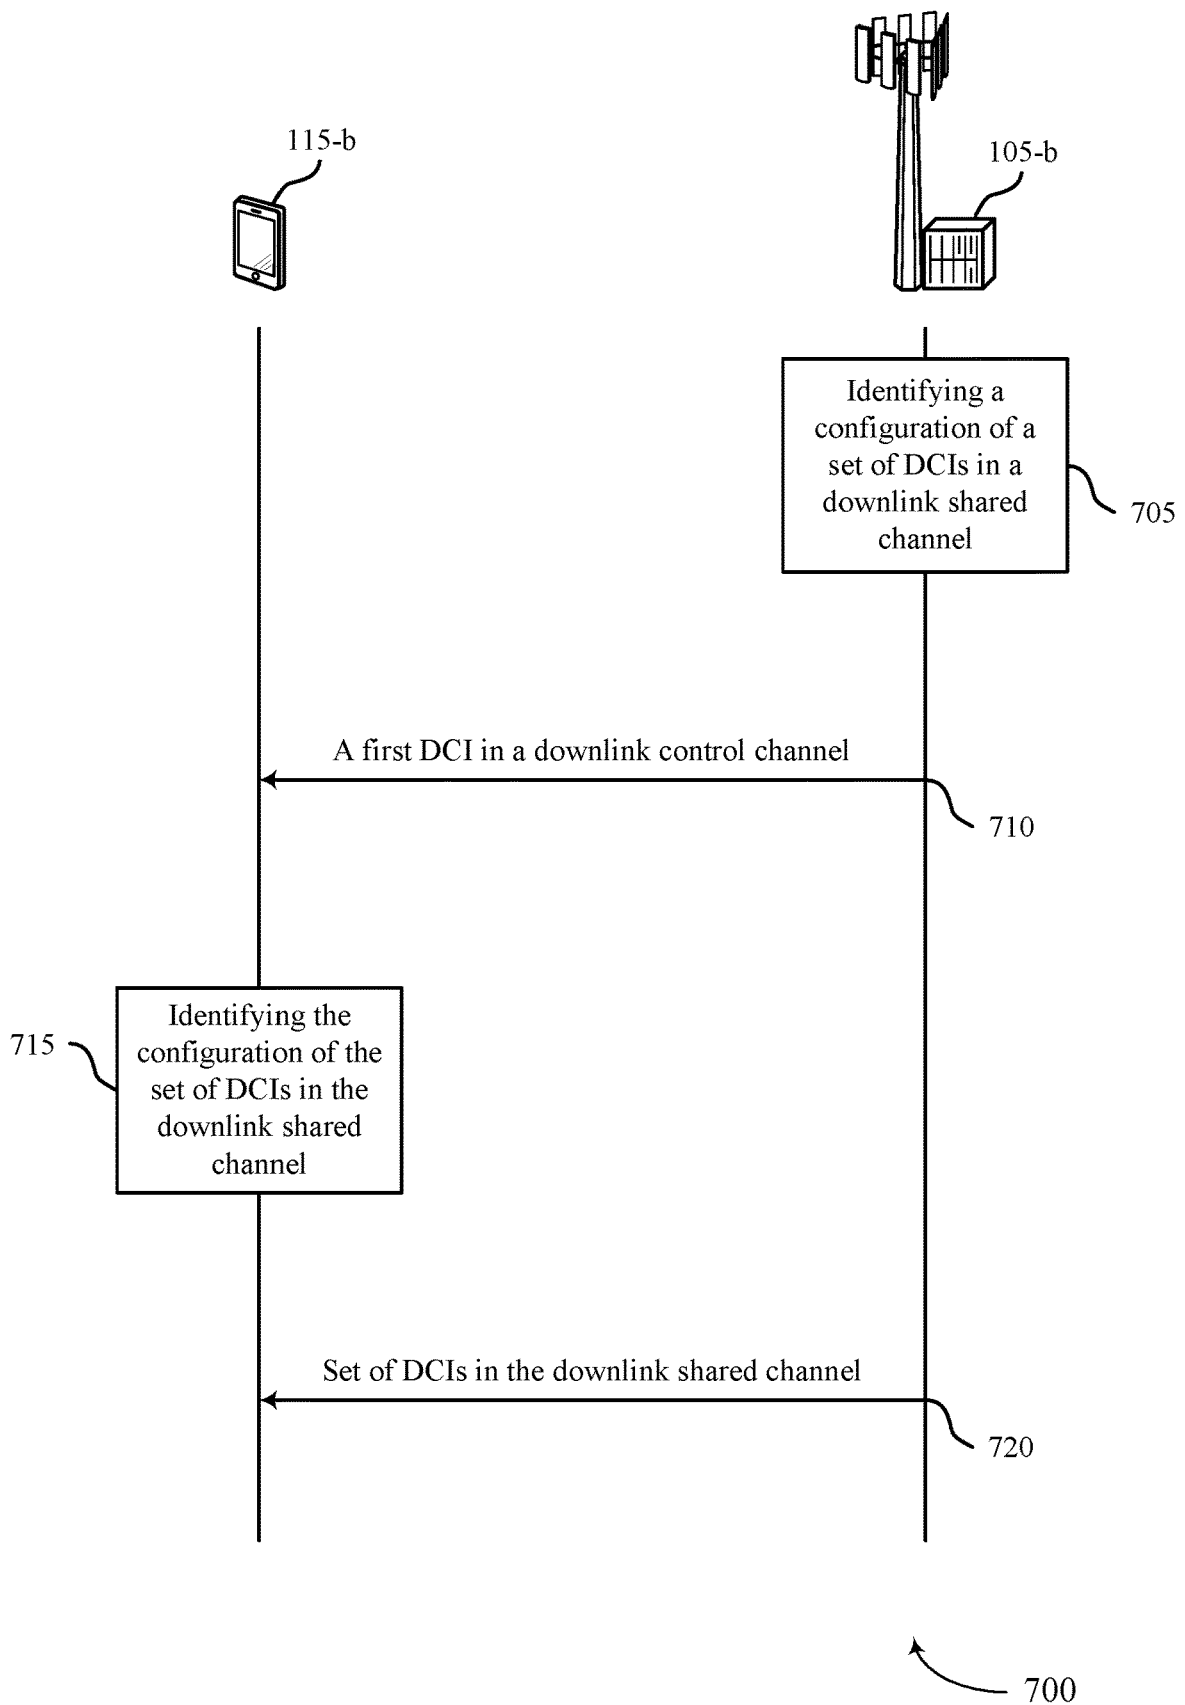 115-b
105-b
Identifying a
configuration of a
set of DCIs in a
downlink shared
channel
705
A first DCI in a downlink control channel
710
Identifying the
configuration of the
set of DCIs in the
downlink shared
channel
715
Set of DCIs in the downlink shared channel
720
700